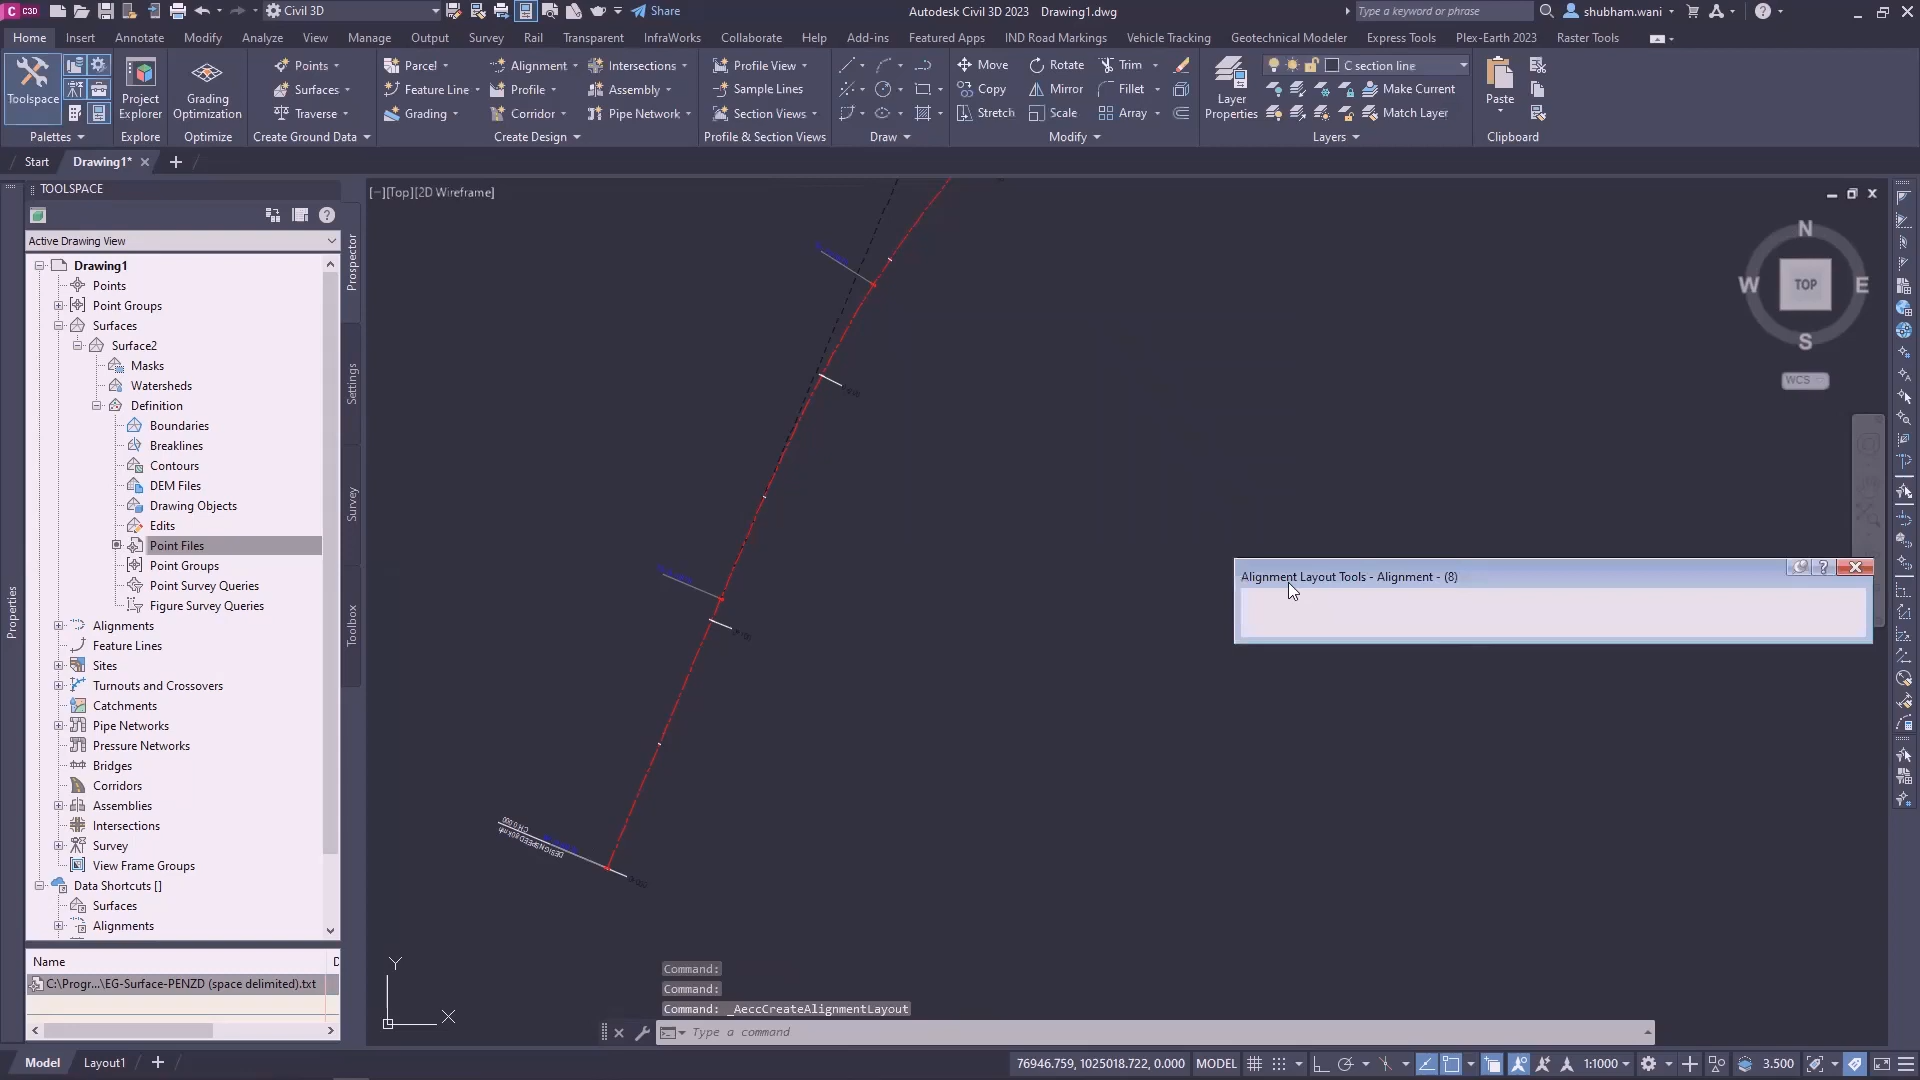 C3D
Civil 3D
Share
Autodesk Civil 3D 2023 Drawing1.dwg
Type a keyword or phrase
shubham.wani
Home Insert Annotate Modify Analyze View Manage Output Survey Rail Transparent InfraWorks Collaborate Help Add-ins Featured Apps IND Road Markings Vehicle Tracking Geotechnical Modeler Express Tools Plex-Earth 2023 Raster Tools
Toolspace
Palettes
Project Explorer
Explore
Grading Optimization
Optimize
Points
Surfaces
Traverse
Create Ground Data
Parcel
Feature Line
Grading
Alignment
Profile
Corridor
Intersections
Assembly
Pipe Network
Create Design
Profile View
Sample Lines
Section Views
Profile & Section Views
Draw
Move Rotate Trim
Copy Mirror Fillet
Stretch Scale Array
Modify
Layer Properties
C section line
Make Current
Match Layer
Layers
Paste
Clipboard
Start
Drawing1*
TOOLSPACE
Active Drawing View
Drawing1
Points
Point Groups
Surfaces
Surface2
Masks
Watersheds
Definition
Boundaries
Breaklines
Contours
DEM Files
Drawing Objects
Edits
Point Files
Point Groups
Point Survey Queries
Figure Survey Queries
Alignments
Feature Lines
Sites
Turnouts and Crossovers
Catchments
Pipe Networks
Pressure Networks
Bridges
Corridors
Assemblies
Intersections
Survey
View Frame Groups
Data Shortcuts []
Surfaces
Alignments
Name D
C:\Progr...\EG-Surface-PENZD (space delimited).txt
Properties
Prospector
Settings
Survey
Toolbox
[−][Top][2D Wireframe]
N
W TOP E
S
WCS
Alignment Layout Tools - Alignment - (8)
Y
X
Command:
Command:
Command: _AeccCreateAlignmentLayout
Type a command
Model Layout1
76946.759, 1025018.722, 0.000 MODEL 1:1000 3.500